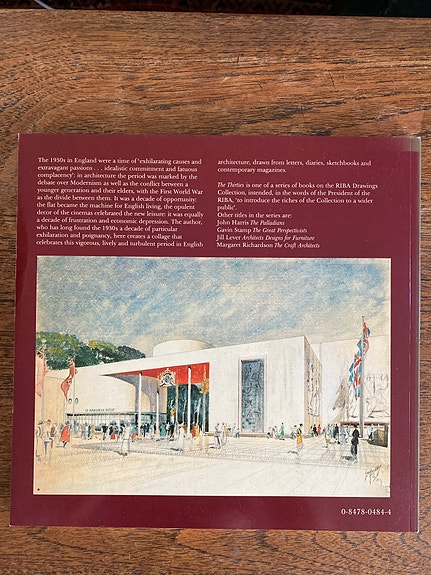 The 1930s in England were a time of 'exhilarating causes and
extravagant passions . . . idealistic commitment and famous
complacency': in architecture the period was marked by the
debate over Modernism as well as the conflict between a
younger generation and their elders, with the First World War
as the divide between them. It was a decade of opportunity:
the flat became the machine for English living, the opulent
decor of the cinemas celebrated the new leisure: it was equally
a decade of frustration and economic depression. The author,
who has long found the 1930s a decade of particular
exhilaration and poignancy, here creates a collage that
celebrates this vigorous, lively and turbulent period in English
architecture, drawn from letters, diaries, sketchbooks and
contemporary magazines.
The Thirties is one of a series of books on the RIBA Drawings
Collection, intended, in the words of the President of the
RIBA, 'to introduce the riches of the Collection to a wider
public'.
Other titles in the series are:
John Harris The Palladians
Gavin Stamp The Great Perspectivists
Jill Lever Architects Designs for Furniture
Margaret Richardson The Craft Architects
0-8478-0484-4